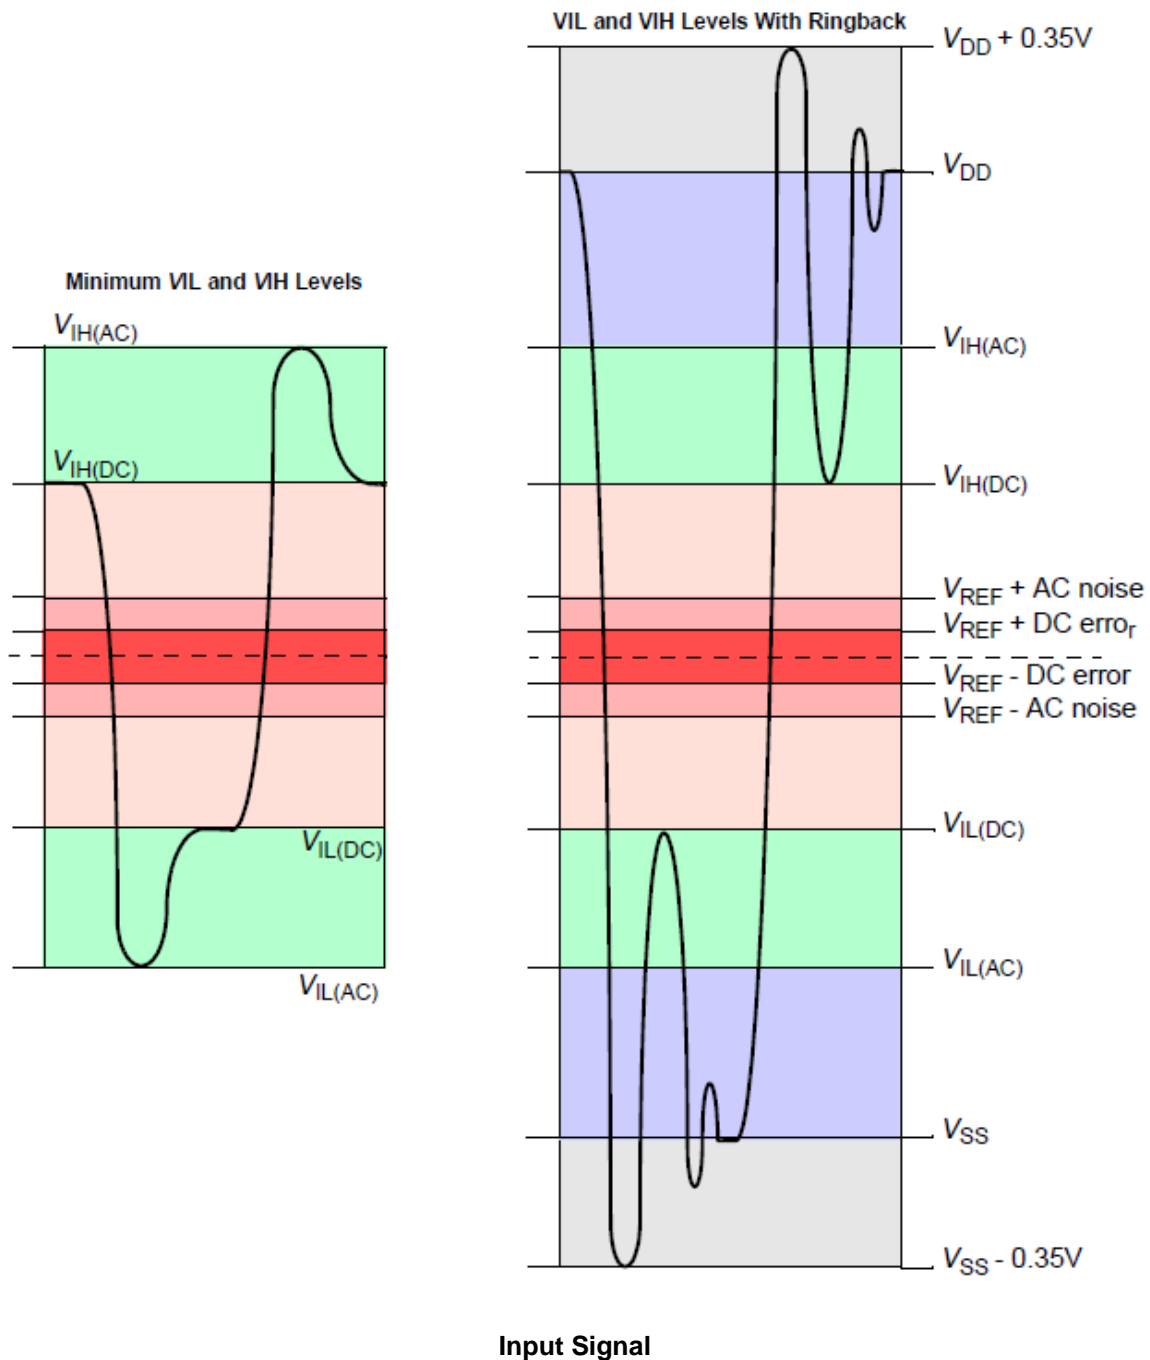 VIL and VIH Levels With Ringback
VDD + 0.35V
VDD
Minimum VIL and VIH Levels
VIH(AC)
VIH(AC)
VIH(DC)
VIH(DC)
VREF + AC noise
VREF + DC error
VREF - DC error
VREF - AC noise
VIL(DC)
VIL(DC)
VIL(AC)
VIL(AC)
VSS
VSS - 0.35V
Input Signal